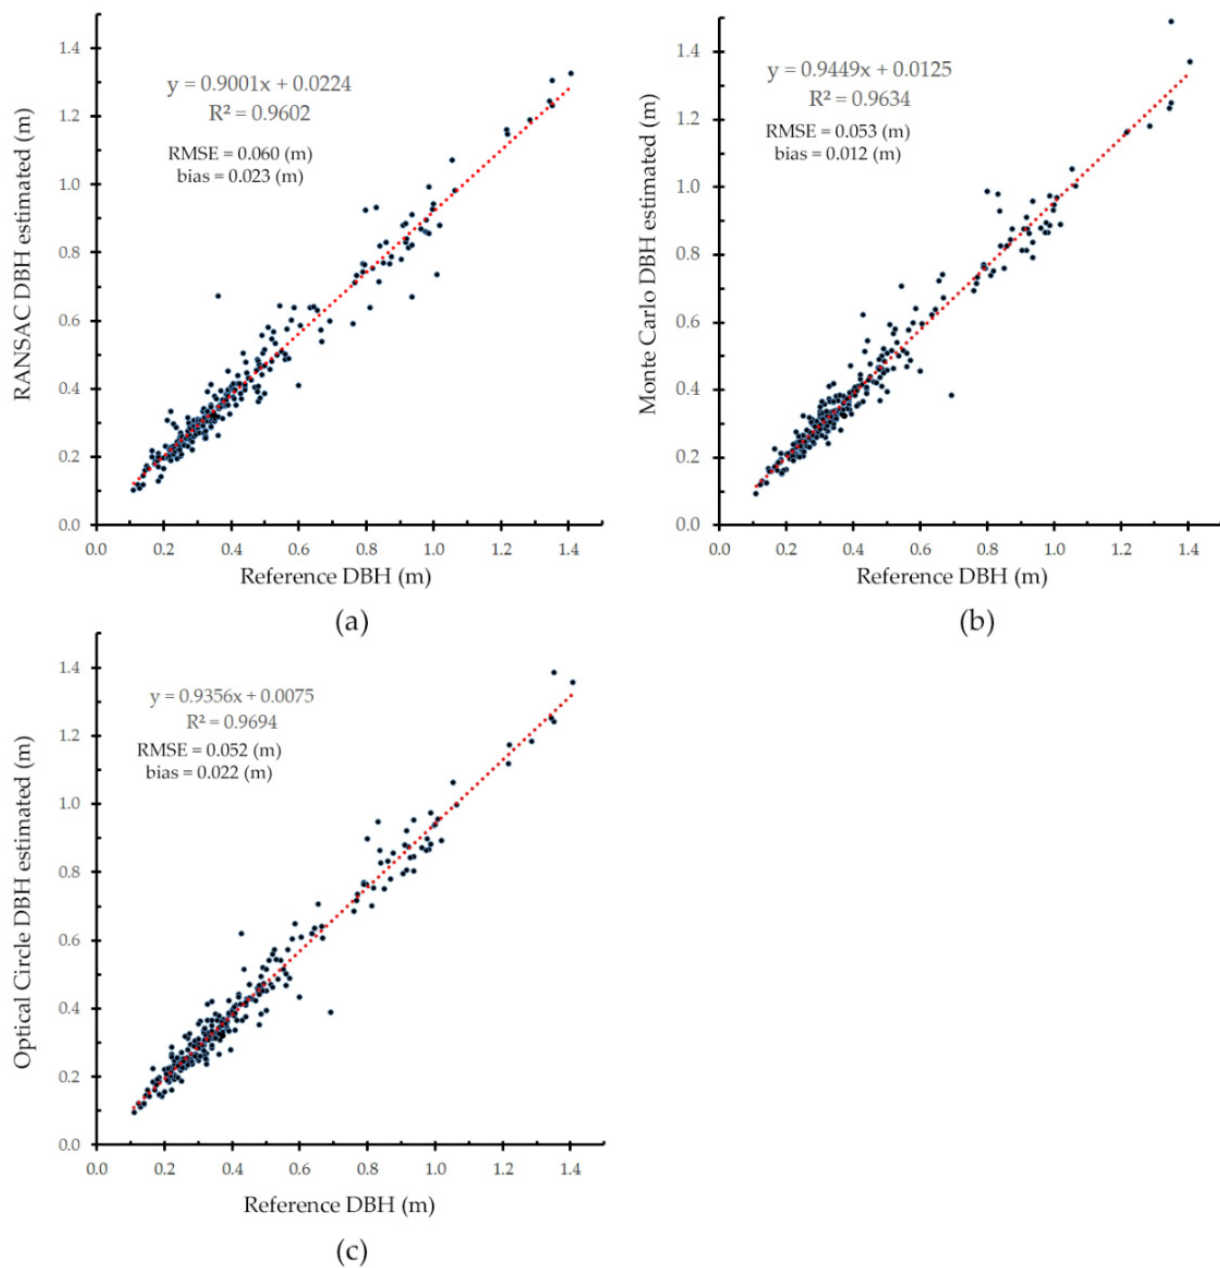 RANSAC DBH estimated (m)
1.4
1.2
1.0
0.8
0.6
0.4
0.2
0.0
y = 0.9001x + 0.0224
R² = 0.9602
RMSE = 0.060 (m)
bias = 0.023 (m)
0.0 0.2 0.4 0.6 0.8 1.0 1.2 1.4
Reference DBH (m)
(a)
Monte Carlo DBH estimated (m)
1.4
1.2
1.0
0.8
0.6
0.4
0.2
0.0
y = 0.9449x + 0.0125
R² = 0.9634
RMSE = 0.053 (m)
bias = 0.012 (m)
0.0 0.2 0.4 0.6 0.8 1.0 1.2 1.4
Reference DBH (m)
(b)
Optical Circle DBH estimated (m)
1.4
1.2
1.0
0.8
0.6
0.4
0.2
0.0
y = 0.9356x + 0.0075
R² = 0.9694
RMSE = 0.052 (m)
bias = 0.022 (m)
0.0 0.2 0.4 0.6 0.8 1.0 1.2 1.4
Reference DBH (m)
(c)